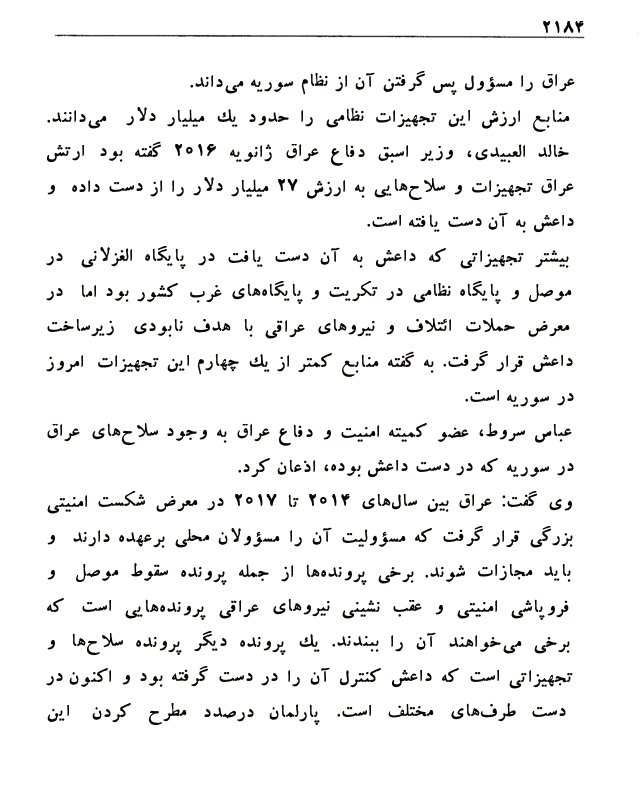 ۲۱۸۴
عراق را مسؤول پس گرفتن آن از نظام سوریه می‌داند.
منابع ارزش این تجهیزات نظامی را حدود یك میلیار دلار می‌دانند.
خالد العبیدی، وزیر اسبق دفاع عراق ژانویه ۲۰۱۶ گفته بود ارتش
عراق تجهیزات و سلاح‌هایی به ارزش ۲۷ میلیار دلار را از دست داده و
داعش به آن دست یافته است.
بیشتر تجهیزاتی که داعش به آن دست یافت در پایگاه الغزلانی در
موصل و پایگاه نظامی در تکریت و پایگاه‌های غرب کشور بود اما در
معرض حملات ائتلاف و نیروهای عراقی با هدف نابودی زیرساخت
داعش قرار گرفت. به گفته منابع کمتر از یك چهارم این تجهیزات امروز
در سوریه است.
عباس سروط، عضو کمیته امنیت و دفاع عراق به وجود سلاح‌های عراق
در سوریه که در دست داعش بوده، اذعان کرد.
وی گفت: عراق بین سال‌های ۲۰۱۴ تا ۲۰۱۷ در معرض شکست امنیتی
بزرگی قرار گرفت که مسؤولیت آن را مسؤولان محلی برعهده دارند و
باید مجازات شوند. برخی پرونده‌ها از جمله پرونده سقوط موصل و
فروپاشی امنیتی و عقب نشینی نیروهای عراقی پرونده‌هایی است که
برخی می‌خواهند آن را ببندند. یك پرونده دیگر پرونده سلاح‌ها و
تجهیزاتی است که داعش کنترل آن را در دست گرفته بود و اکنون در
دست طرف‌های مختلف است. پارلمان درصدد مطرح کردن این